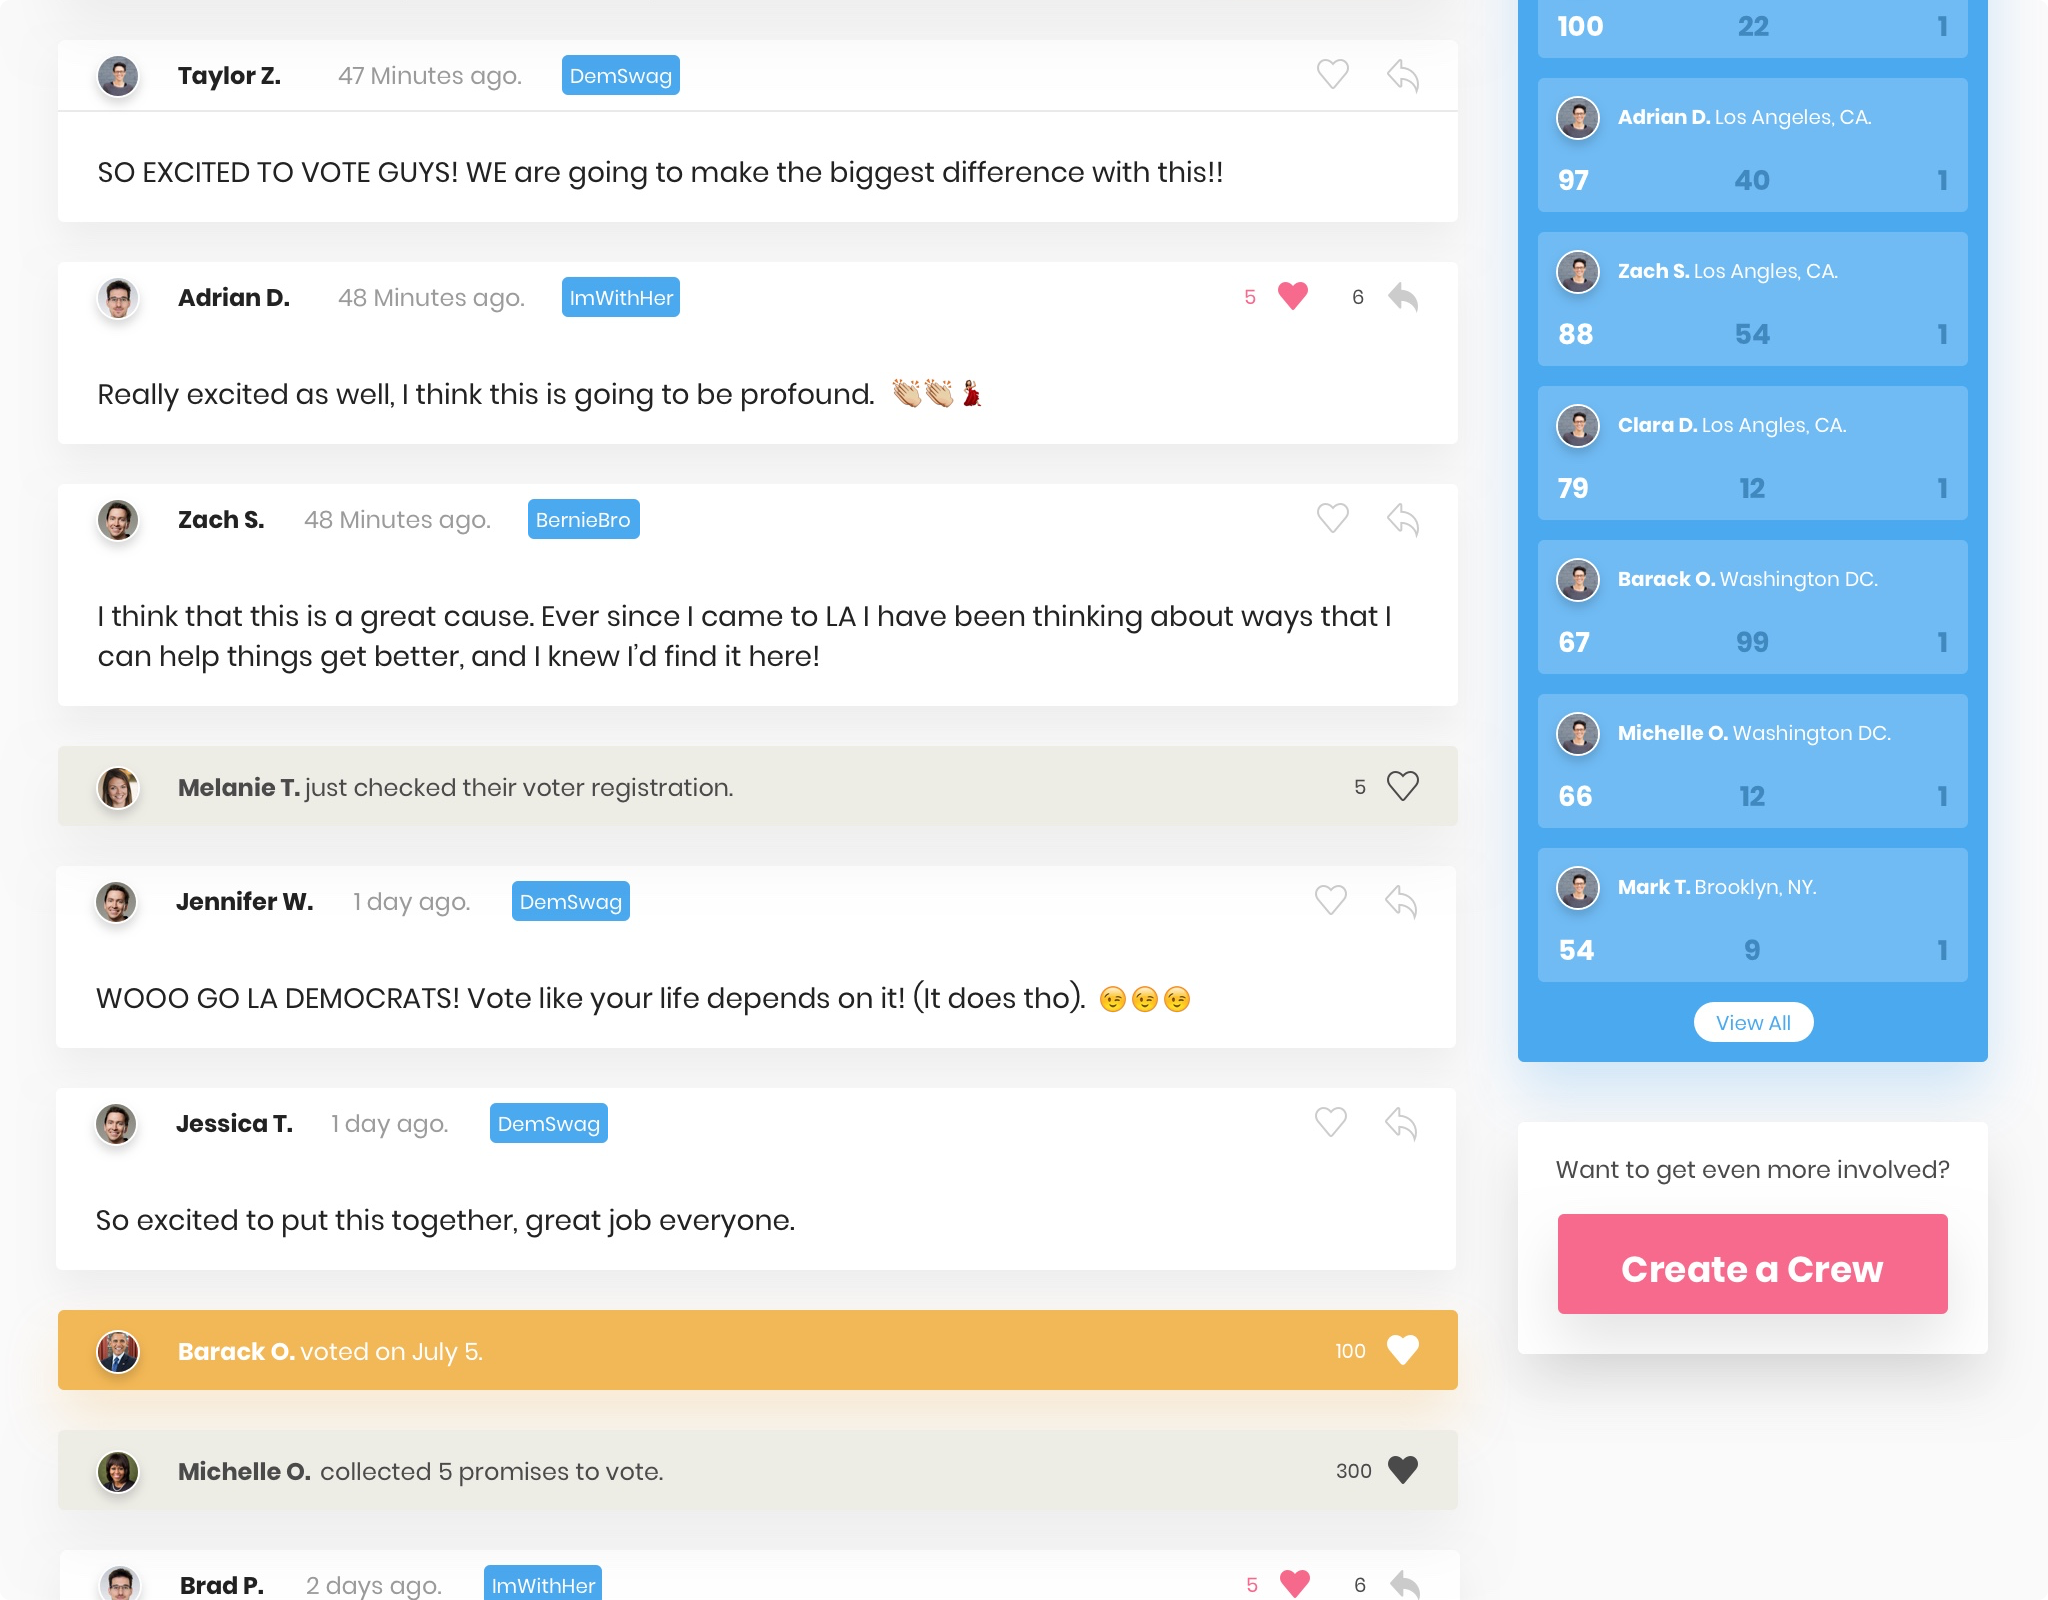 Taylor Z. 47 Minutes ago. DemSwag
SO EXCITED TO VOTE GUYS! WE are going to make the biggest difference with this!!
Adrian D. 48 Minutes ago. ImWithHer 5 6
Really excited as well, I think this is going to be profound. 👏🏼👏🏼💃
Zach S. 48 Minutes ago. BernieBro
I think that this is a great cause. Ever since I came to LA I have been thinking about ways that I
can help things get better, and I knew I’d find it here!
Melanie T. just checked their voter registration. 5
Jennifer W. 1 day ago. DemSwag
WOOO GO LA DEMOCRATS! Vote like your life depends on it! (It does tho). 😉😉😉
Jessica T. 1 day ago. DemSwag
So excited to put this together, great job everyone.
Barack O. voted on July 5. 100
Michelle O. collected 5 promises to vote. 300
Brad P. 2 days ago. ImWithHer 5 6
100 22 1
Adrian D. Los Angeles, CA.
97 40 1
Zach S. Los Angles, CA.
88 54 1
Clara D. Los Angles, CA.
79 12 1
Barack O. Washington DC.
67 99 1
Michelle O. Washington DC.
66 12 1
Mark T. Brooklyn, NY.
54 9 1
View All
Want to get even more involved?
Create a Crew